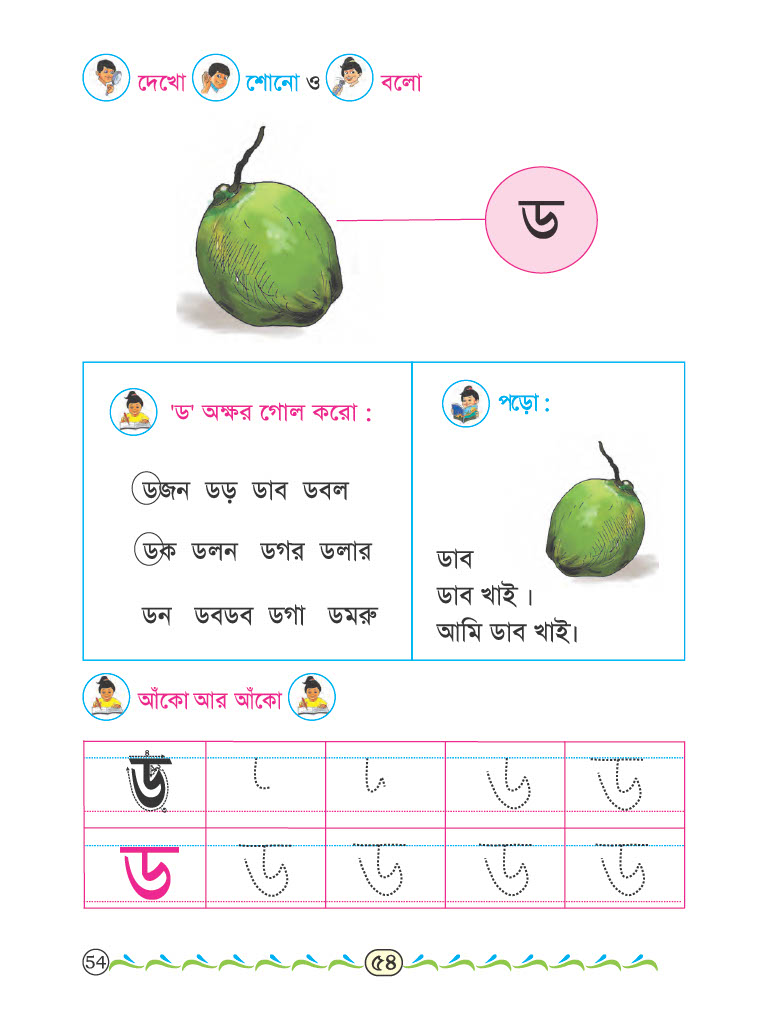 দেখো শোনো ও বলো
ড
'ড' অক্ষর গোল করো :
ডজন ডড় ডাব ডবল
ডক ডলন ডগর ডলার
ডন ডবডব ডগা ডমরু
পড়ো :
ডাব
ডাব খাই ।
আমি ডাব খাই।
আঁকো আর আঁকো
ড ড
ড ড ড ড ড
54 ৫৪